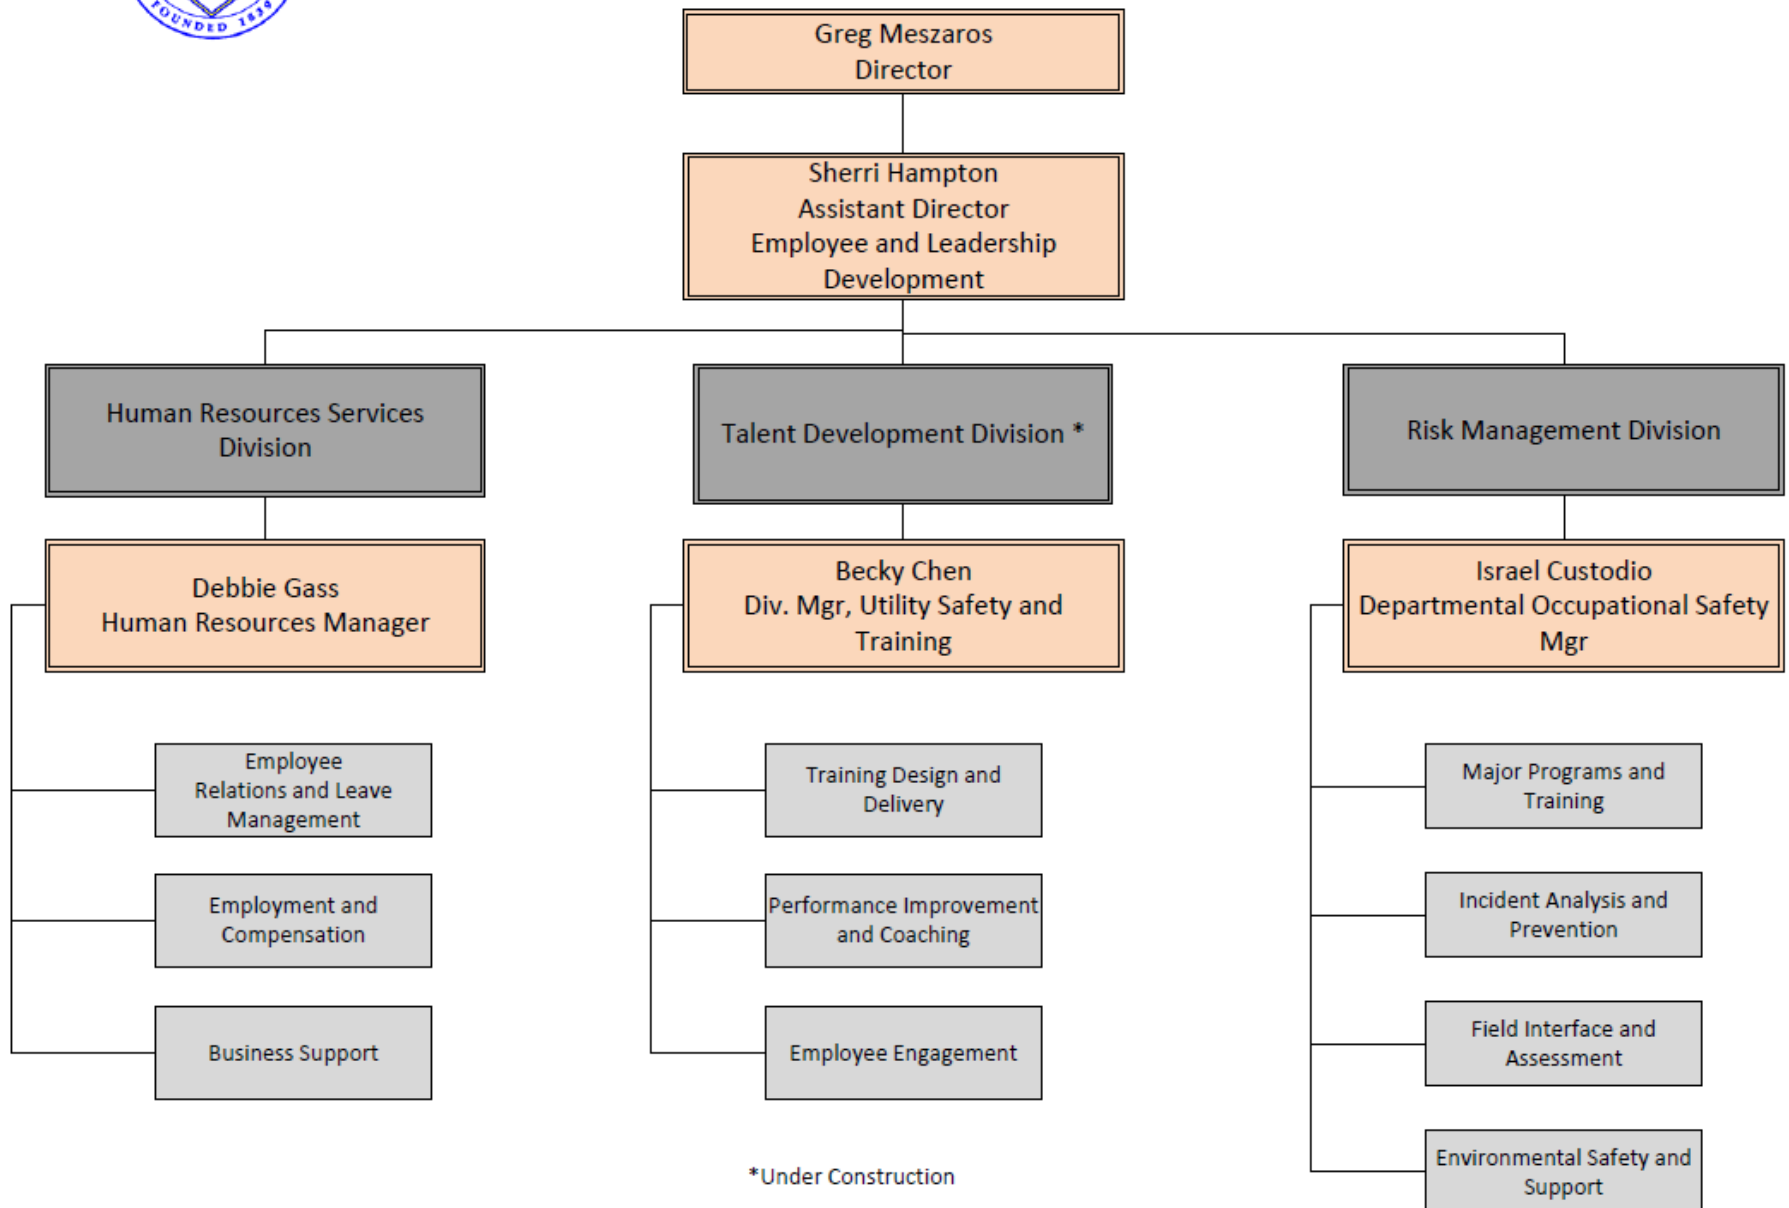 FOUNDED 1839
Greg Meszaros
Director
Sherri Hampton
Assistant Director
Employee and Leadership
Development
Human Resources Services
Division
Talent Development Division *
Risk Management Division
Debbie Gass
Human Resources Manager
Becky Chen
Div. Mgr, Utility Safety and
Training
Israel Custodio
Departmental Occupational Safety
Mgr
Employee
Relations and Leave
Management
Employment and
Compensation
Business Support
Training Design and
Delivery
Performance Improvement
and Coaching
Employee Engagement
Major Programs and
Training
Incident Analysis and
Prevention
Field Interface and
Assessment
Environmental Safety and
Support
*Under Construction